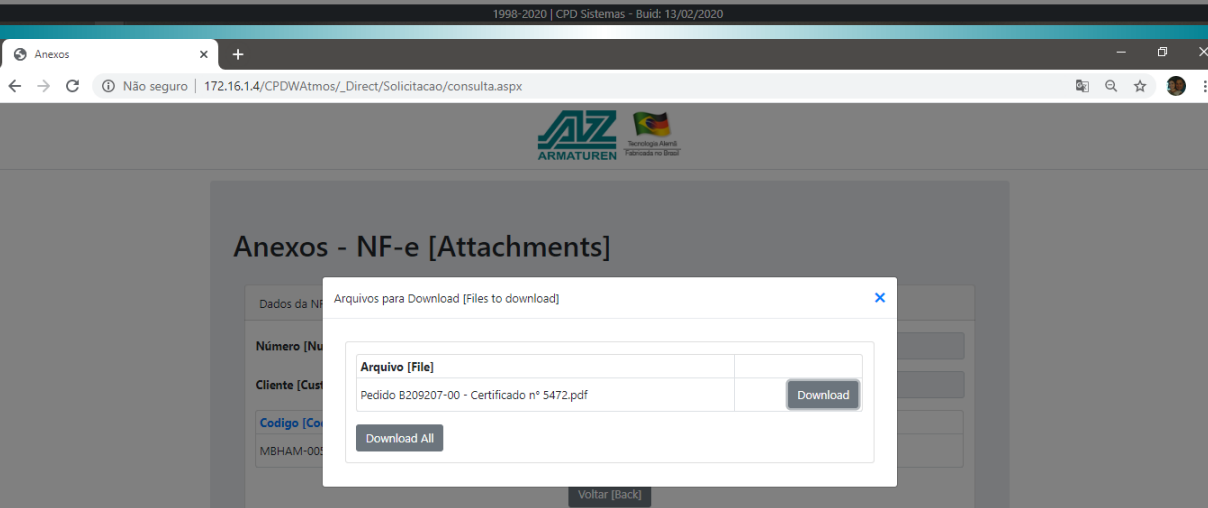 1998-2020 | CPD Sistemas - Buid: 13/02/2020
Anexos
Não seguro | 172.16.1.4/CPDWAtmos/_Direct/Solicitacao/consulta.aspx
AZ
ARMATUREN
Tecnologia Alemã
Fabricada no Brasil
Anexos - NF-e [Attachments]
Dados da NF
Arquivos para Download [Files to download]
Número [Nu
Arquivo [File]
Cliente [Cust
Pedido B209207-00 - Certificado nº 5472.pdf
Download
Codigo [Co
Download All
MBHAM-005
Voltar [Back]